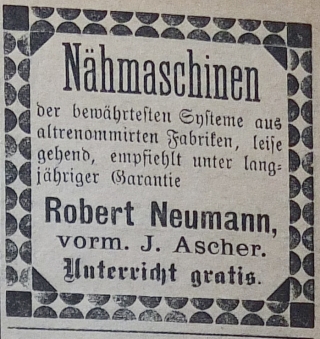 Nähmaschinen
der bewährtesten Systeme aus
altrenommirten Fabriken, leise
gehend, empfiehlt unter lang-
jähriger Garantie
Robert Neumann,
vorm. J. Ascher.
Unterricht gratis.